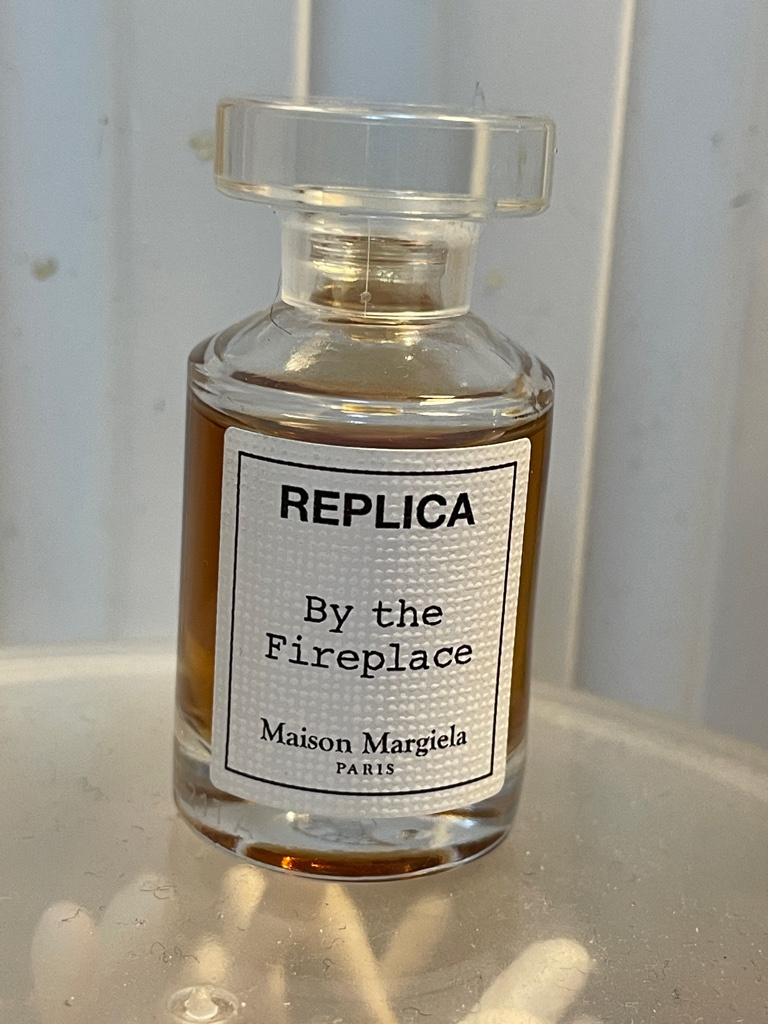 REPLICA
By the
Fireplace
Maison Margiela
PARIS